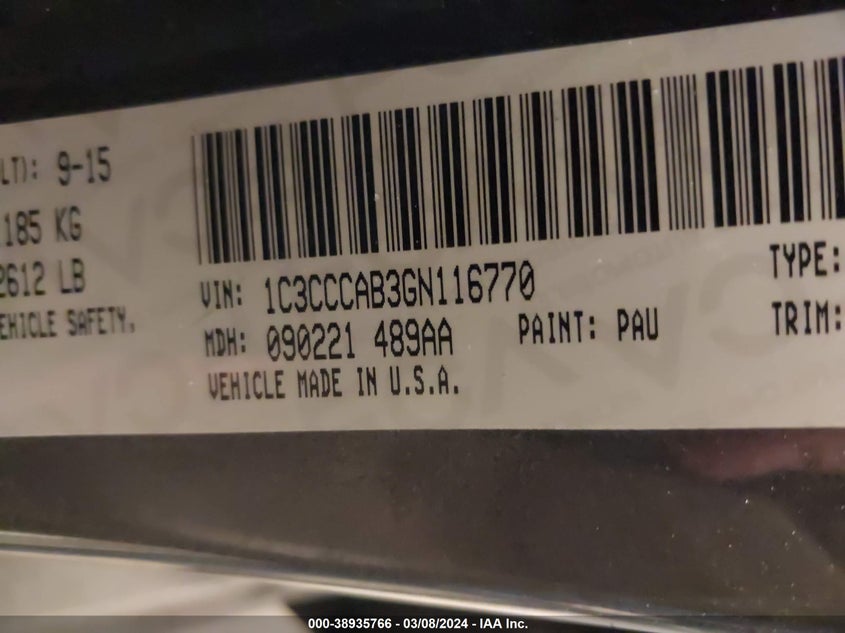 LT): 9-15
185 KG
2612 LB
EHICLE SAFETY,
VIN: 1C3CCCAB3GN116770
TYPE:
MDH: 090221 489AA
PAINT: PAU
TRIM:
VEHICLE MADE IN U.S.A.
000-38935766 - 03/08/2024 - IAA Inc.